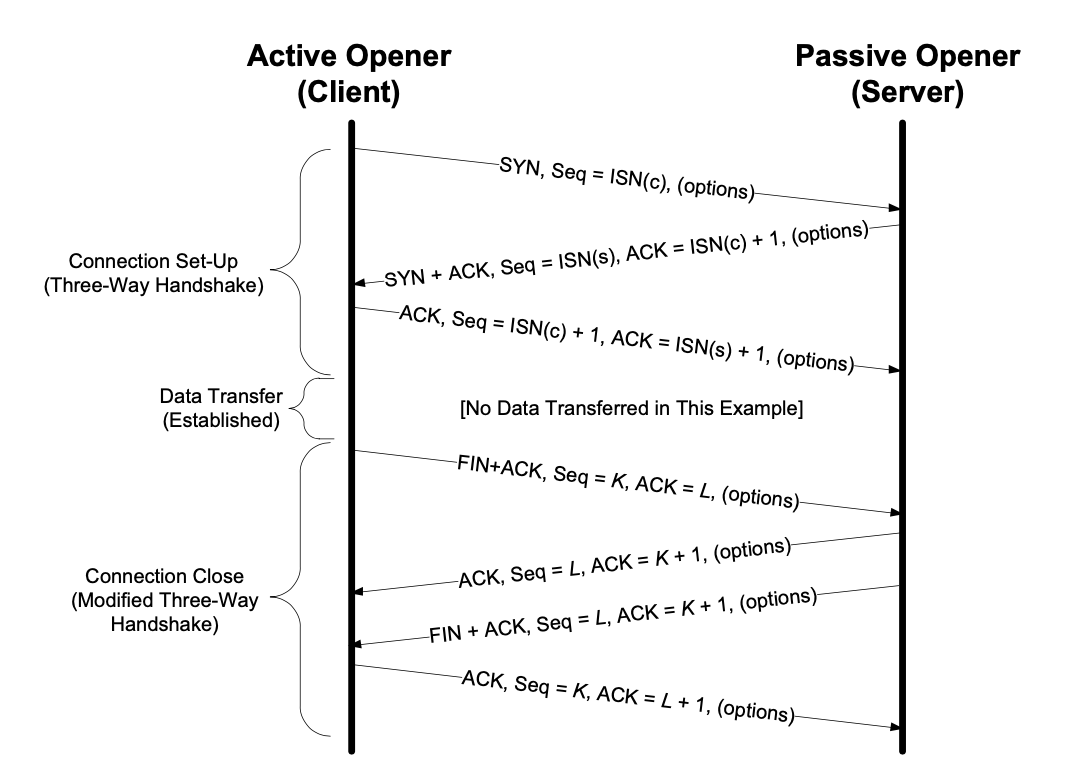 Active Opener
(Client)
Passive Opener
(Server)
SYN, Seq = ISN(c), (options)
SYN + ACK, Seq = ISN(s), ACK = ISN(c) + 1, (options)
Connection Set-Up
(Three-Way Handshake)
ACK, Seq = ISN(c) + 1, ACK = ISN(s) + 1, (options)
Data Transfer
(Established)
[No Data Transferred in This Example]
FIN+ACK, Seq = K, ACK = L, (options)
ACK, Seq = L, ACK = K + 1, (options)
Connection Close
(Modified Three-Way
Handshake)
FIN + ACK, Seq = L, ACK = K + 1, (options)
ACK, Seq = K, ACK = L + 1, (options)